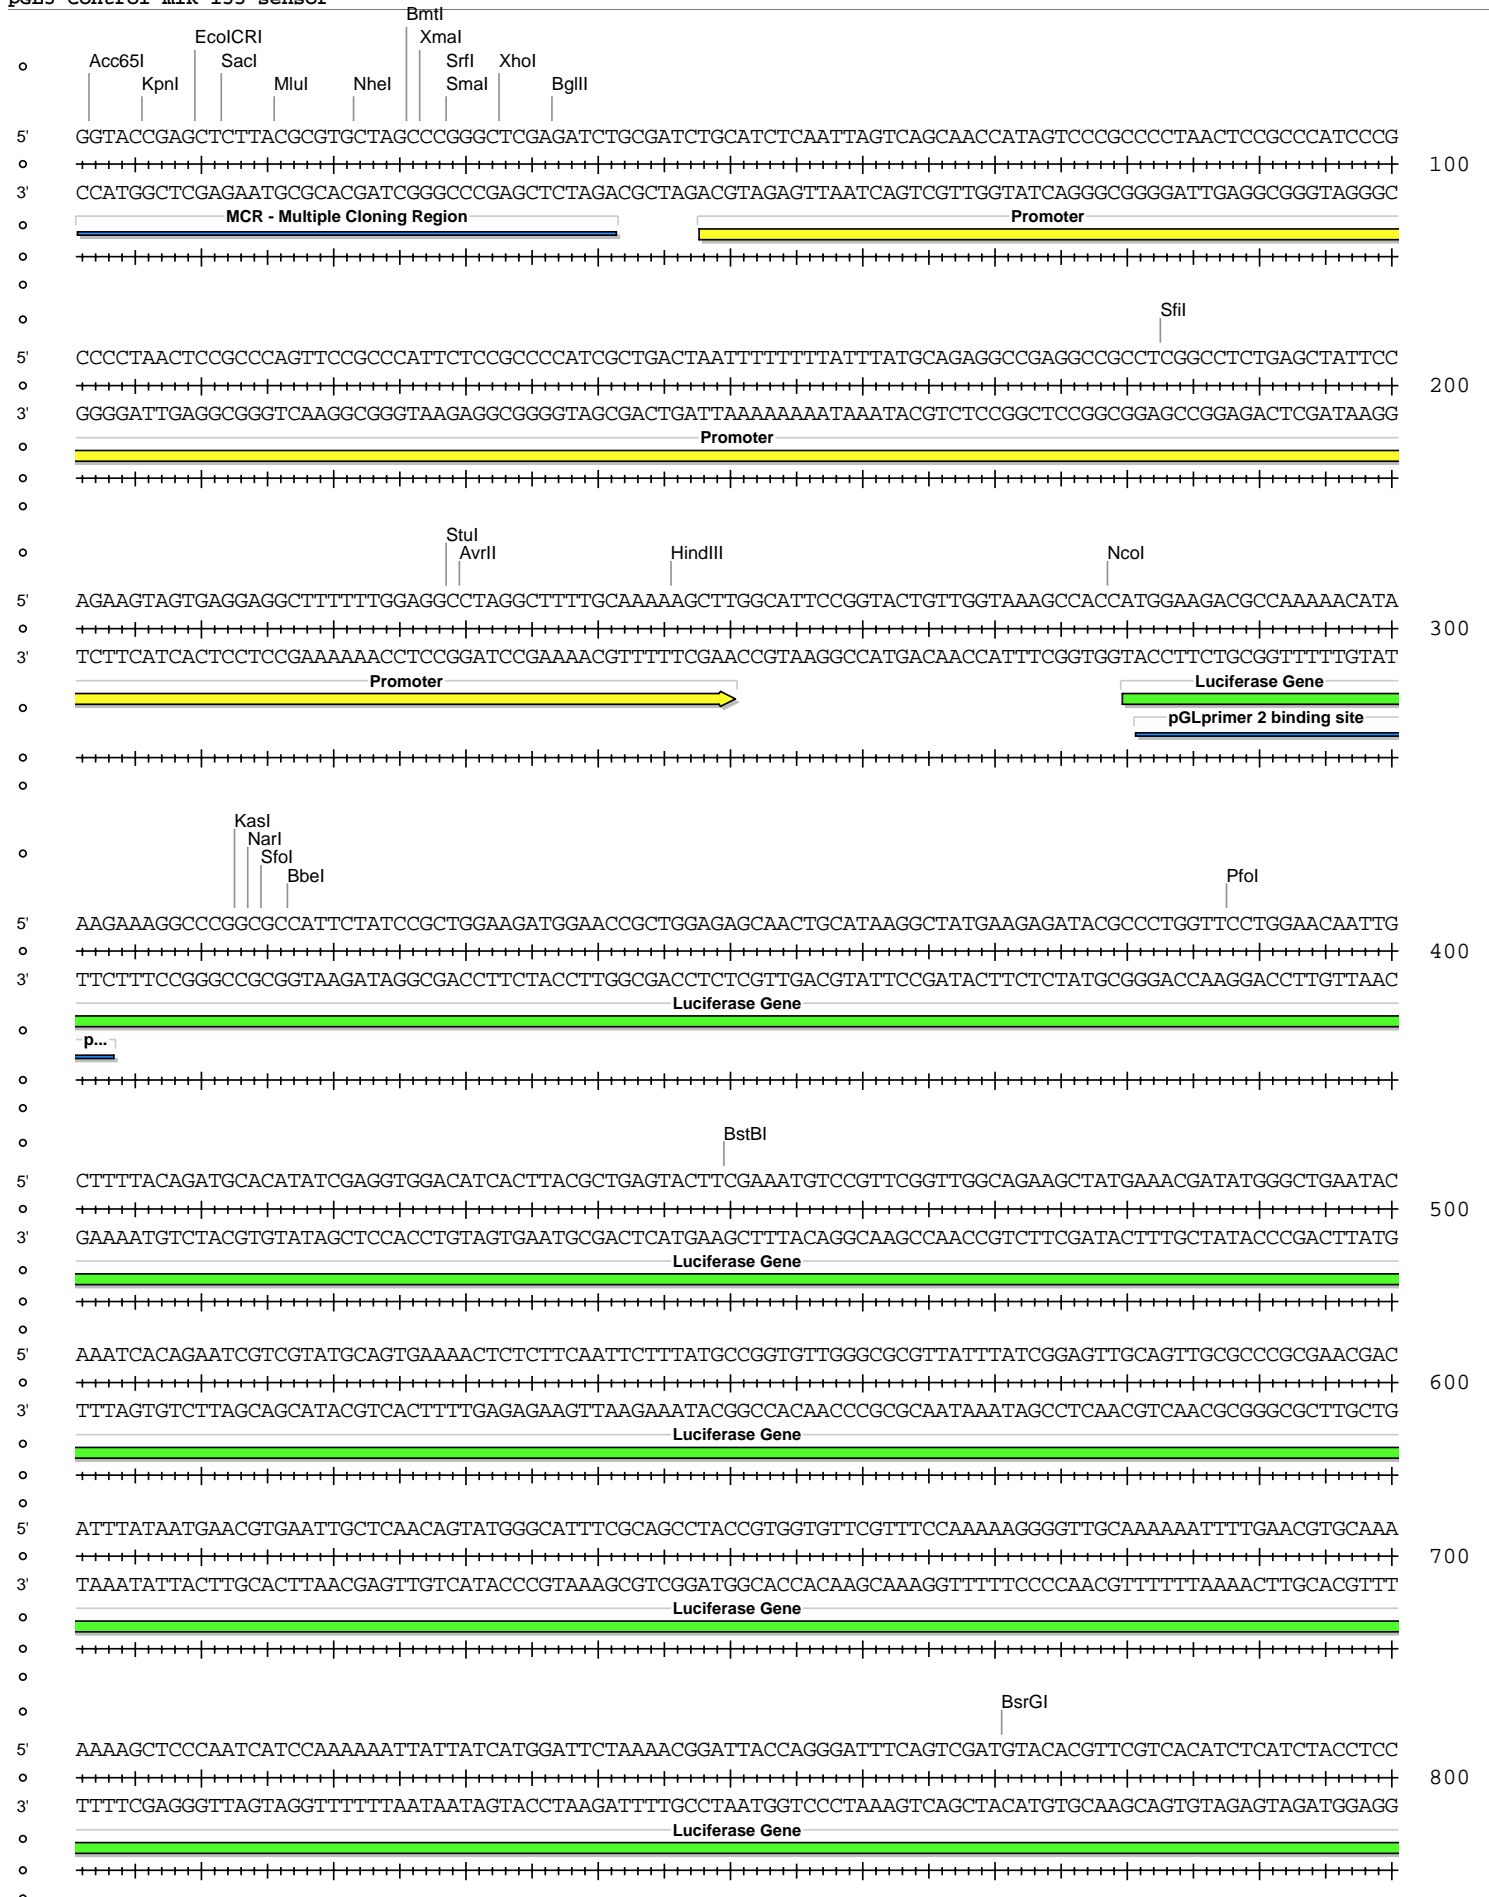 BmtI
EcoICRI XmaI
Acc65I SacI SrfI XhoI
KpnI MluI NheI SmaI BglII
5' GGTACCGAGCTCTTACGCGTGCTAGCCCGGGCTCGAGATCTGCGATCTGCATCTCAATTAGTCAGCAACCATAGTCCCGCCCCTAACTCCGCCCATCCCG
100
3' CCATGGCTCGAGAATGCGCACGATCGGGCCCGAGCTCTAGACGCTAGACGTAGAGTTAATCAGTCGTTGGTATCAGGGCGGGGATTGAGGCGGGTAGGGC
MCR - Multiple Cloning Region Promoter
SfiI
5' CCCCTAACTCCGCCCAGTTCCGCCCATTCTCCGCCCCATCGCTGACTAATTTTTTTTATTTATGCAGAGGCCGAGGCCGCCTCGGCCTCTGAGCTATTCC
200
3' GGGGATTGAGGCGGGTCAAGGCGGGTAAGAGGCGGGGTAGCGACTGATTAAAAAAAATAAATACGTCTCCGGCTCCGGCGGAGCCGGAGACTCGATAAGG
Promoter
StuI
AvrII HindIII NcoI
5' AGAAGTAGTGAGGAGGCTTTTTTGGAGGCCTAGGCTTTTGCAAAAAGCTTGGCATTCCGGTACTGTTGGTAAAGCCACCATGGAAGACGCCAAAAACATA
300
3' TCTTCATCACTCCTCCGAAAAAACCTCCGGATCCGAAAACGTTTTTCGAACCGTAAGGCCATGACAACCATTTCGGTGGTACCTTCTGCGGTTTTTGTAT
Promoter Luciferase Gene
pGLprimer 2 binding site
KasI
NarI
SfoI
BbeI PfoI
5' AAGAAAGGCCCGGCGCCATTCTATCCGCTGGAAGATGGAACCGCTGGAGAGCAACTGCATAAGGCTATGAAGAGATACGCCCTGGTTCCTGGAACAATTG
400
3' TTCTTTCCGGGCCGCGGTAAGATAGGCGACCTTCTACCTTGGCGACCTCTCGTTGACGTATTCCGATACTTCTCTATGCGGGACCAAGGACCTTGTTAAC
Luciferase Gene
p...
BstBI
5' CTTTTACAGATGCACATATCGAGGTGGACATCACTTACGCTGAGTACTTCGAAATGTCCGTTCGGTTGGCAGAAGCTATGAAACGATATGGGCTGAATAC
500
3' GAAAATGTCTACGTGTATAGCTCCACCTGTAGTGAATGCGACTCATGAAGCTTTACAGGCAAGCCAACCGTCTTCGATACTTTGCTATACCCGACTTATG
Luciferase Gene
5' AAATCACAGAATCGTCGTATGCAGTGAAAACTCTCTTCAATTCTTTATGCCGGTGTTGGGCGCGTTATTTATCGGAGTTGCAGTTGCGCCCGCGAACGAC
600
3' TTTAGTGTCTTAGCAGCATACGTCACTTTTGAGAGAAGTTAAGAAATACGGCCACAACCCGCGCAATAAATAGCCTCAACGTCAACGCGGGCGCTTGCTG
Luciferase Gene
5' ATTTATAATGAACGTGAATTGCTCAACAGTATGGGCATTTCGCAGCCTACCGTGGTGTTCGTTTCCAAAAAGGGGTTGCAAAAAATTTTGAACGTGCAAA
700
3' TAAATATTACTTGCACTTAACGAGTTGTCATACCCGTAAAGCGTCGGATGGCACCACAAGCAAAGGTTTTTCCCCAACGTTTTTTAAAACTTGCACGTTT
Luciferase Gene
BsrGI
5' AAAAGCTCCCAATCATCCAAAAAATTATTATCATGGATTCTAAAACGGATTACCAGGGATTTCAGTCGATGTACACGTTCGTCACATCTCATCTACCTCC
800
3' TTTTCGAGGGTTAGTAGGTTTTTTAATAATAGTACCTAAGATTTTGCCTAATGGTCCCTAAAGTCAGCTACATGTGCAAGCAGTGTAGAGTAGATGGAGG
Luciferase Gene